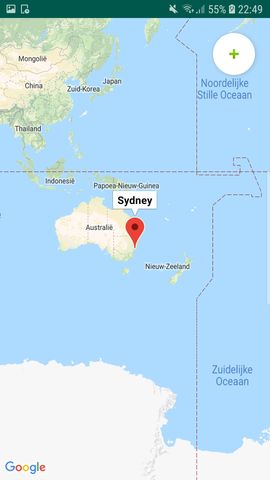 55% 22:49
Mongolië
China
Japan
Zuid-Korea
Thailand
Noordelijke
Stille Oceaan
Indonesië
Papoea-Nieuw-Guinea
Sydney
Australië
Nieuw-Zeeland
Zuidelijke
Oceaan
Google